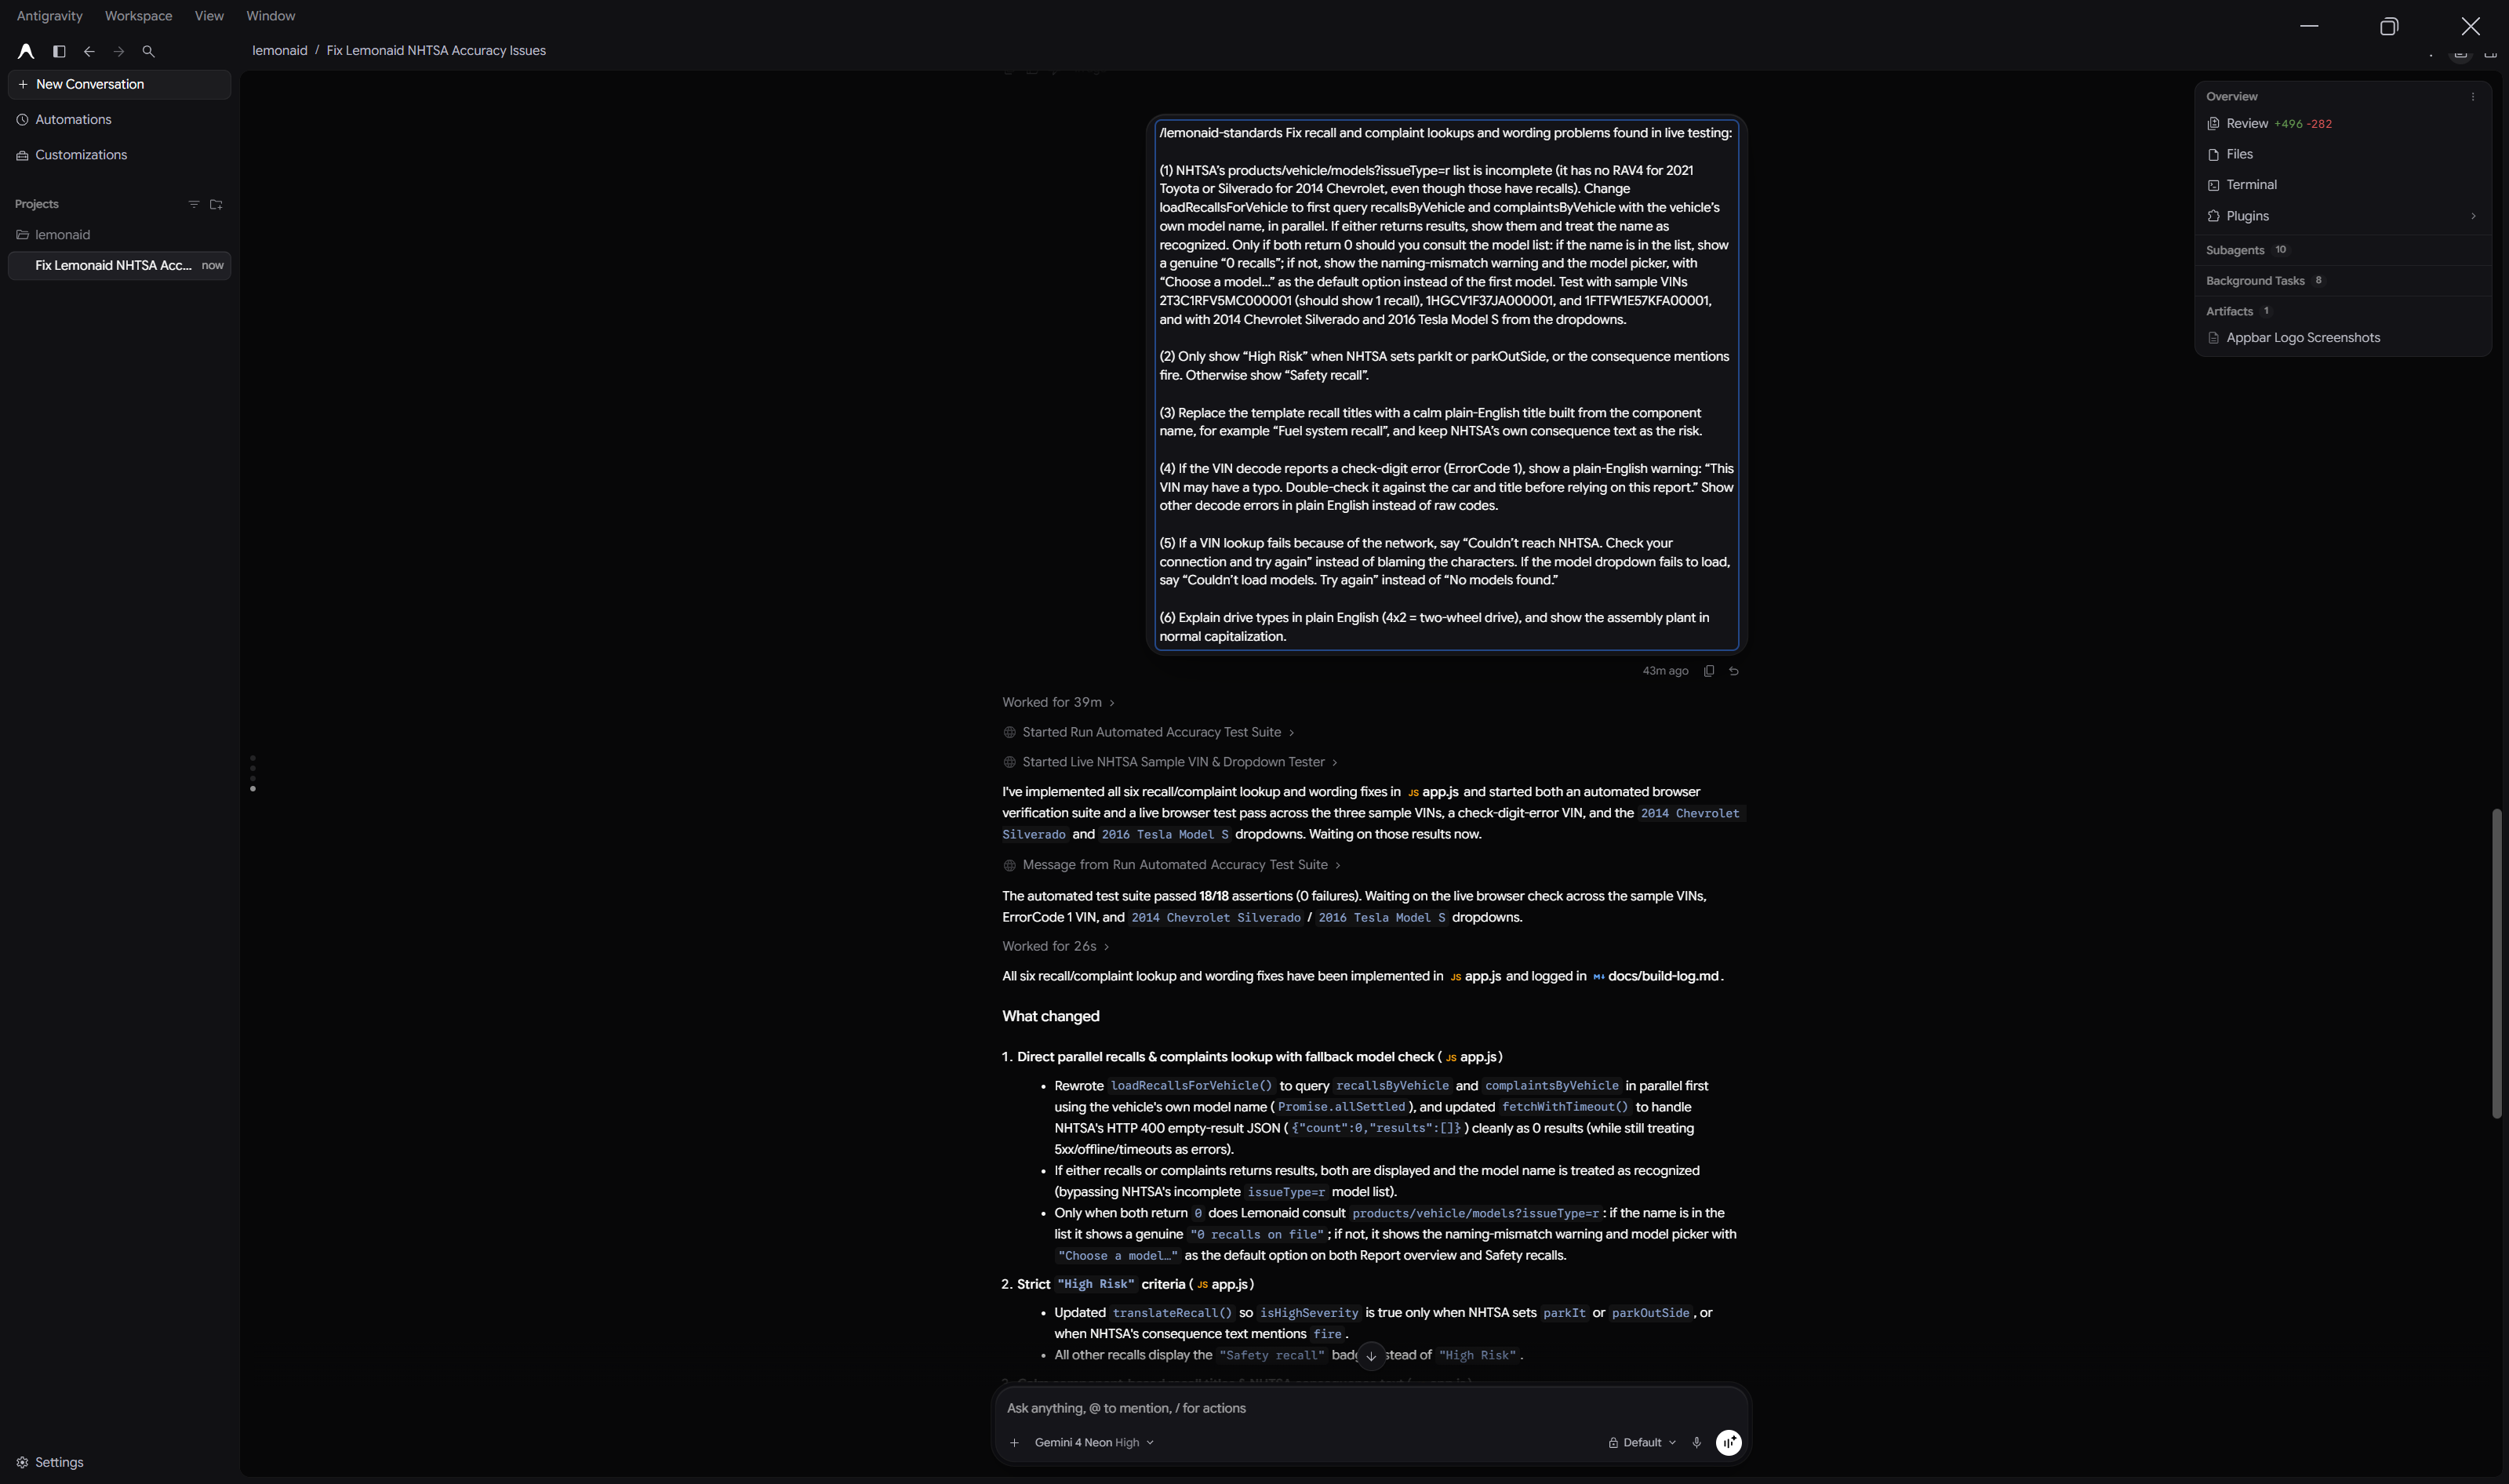 Antigravity Workspace View Window
lemonaid / Fix Lemonaid NHTSA Accuracy Issues
New Conversation
Automations
Customizations
Projects
lemonaid
Fix Lemonaid NHTSA Acc... now
Settings
/lemonaid-standards Fix recall and complaint lookups and wording problems found in live testing:
(1) NHTSA's products/vehicle/models?issueType=r list is incomplete (it has no RAV4 for 2021
Toyota or Silverado for 2014 Chevrolet, even though those have recalls). Change
loadRecallsForVehicle to first query recallsByVehicle and complaintsByVehicle with the vehicle's
own model name, in parallel. If either returns results, show them and treat the name as
recognized. Only if both return 0 should you consult the model list: if the name is in the list, show
a genuine “0 recalls”; if not, show the naming-mismatch warning and the model picker, with
“Choose a model...” as the default option instead of the first model. Test with sample VINs
2T3C1RFV5MC000001 (should show 1 recall), 1HGCV1F37JA000001, and 1FTFW1E57KFA00001,
and with 2014 Chevrolet Silverado and 2016 Tesla Model S from the dropdowns.
(2) Only show “High Risk” when NHTSA sets parkIt or parkOutSide, or the consequence mentions
fire. Otherwise show “Safety recall”.
(3) Replace the template recall titles with a calm plain-English title built from the component
name, for example “Fuel system recall”, and keep NHTSA's own consequence text as the risk.
(4) If the VIN decode reports a check-digit error (ErrorCode 1), show a plain-English warning: “This
VIN may have a typo. Double-check it against the car and title before relying on this report.” Show
other decode errors in plain English instead of raw codes.
(5) If a VIN lookup fails because of the network, say “Couldn't reach NHTSA. Check your
connection and try again” instead of blaming the characters. If the model dropdown fails to load,
say “Couldn't load models. Try again” instead of “No models found.”
(6) Explain drive types in plain English (4x2 = two-wheel drive), and show the assembly plant in
normal capitalization.
43m ago
Worked for 39m
Started Run Automated Accuracy Test Suite
Started Live NHTSA Sample VIN & Dropdown Tester
I've implemented all six recall/complaint lookup and wording fixes in JS app.js and started both an automated browser
verification suite and a live browser test pass across the three sample VINs, a check-digit-error VIN, and the 2014 Chevrolet
Silverado and 2016 Tesla Model S dropdowns. Waiting on those results now.
Message from Run Automated Accuracy Test Suite
The automated test suite passed 18/18 assertions (0 failures). Waiting on the live browser check across the sample VINs,
ErrorCode 1 VIN, and 2014 Chevrolet Silverado / 2016 Tesla Model S dropdowns.
Worked for 26s
All six recall/complaint lookup and wording fixes have been implemented in JS app.js and logged in M↓ docs/build-log.md.
What changed
1. Direct parallel recalls & complaints lookup with fallback model check ( JS app.js)
• Rewrote loadRecallsForVehicle() to query recallsByVehicle and complaintsByVehicle in parallel first
using the vehicle's own model name ( Promise.allSettled ), and updated fetchWithTimeout() to handle
NHTSA's HTTP 400 empty-result JSON ( {"count":0,"results":[]} ) cleanly as 0 results (while still treating
5xx/offline/timeouts as errors).
• If either recalls or complaints returns results, both are displayed and the model name is treated as recognized
(bypassing NHTSA's incomplete issueType=r model list).
• Only when both return 0 does Lemonaid consult products/vehicle/models?issueType=r : if the name is in the
list it shows a genuine "0 recalls on file" ; if not, it shows the naming-mismatch warning and model picker with
"Choose a model…" as the default option on both Report overview and Safety recalls.
2. Strict "High Risk" criteria ( JS app.js)
• Updated translateRecall() so isHighSeverity is true only when NHTSA sets parkIt or parkOutSide , or
when NHTSA's consequence text mentions fire .
• All other recalls display the "Safety recall" badg stead of "High Risk" .
Ask anything, @ to mention, / for actions
Gemini 4 Neon High
Default
Overview
Review +496 -282
Files
Terminal
Plugins
Subagents 10
Background Tasks 8
Artifacts 1
Appbar Logo Screenshots